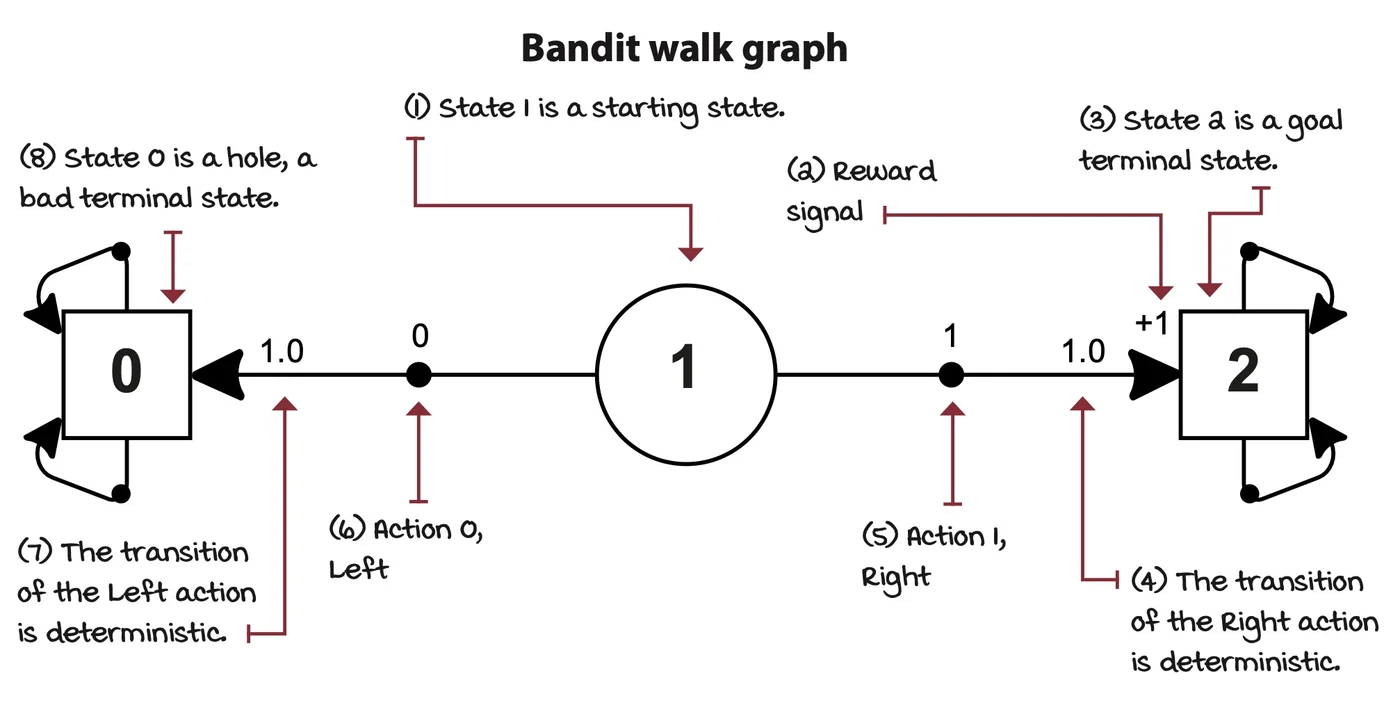 Bandit walk graph
(1) State 1 is a starting state.
(8) State 0 is a hole, a
bad terminal state.
(2) Reward
signal
(3) State 2 is a goal
terminal state.
0
1.0
0
1
1
1.0
+1
2
(7) The transition
of the Left action
is deterministic.
(6) Action 0,
Left
(5) Action 1,
Right
(4) The transition
of the Right action
is deterministic.